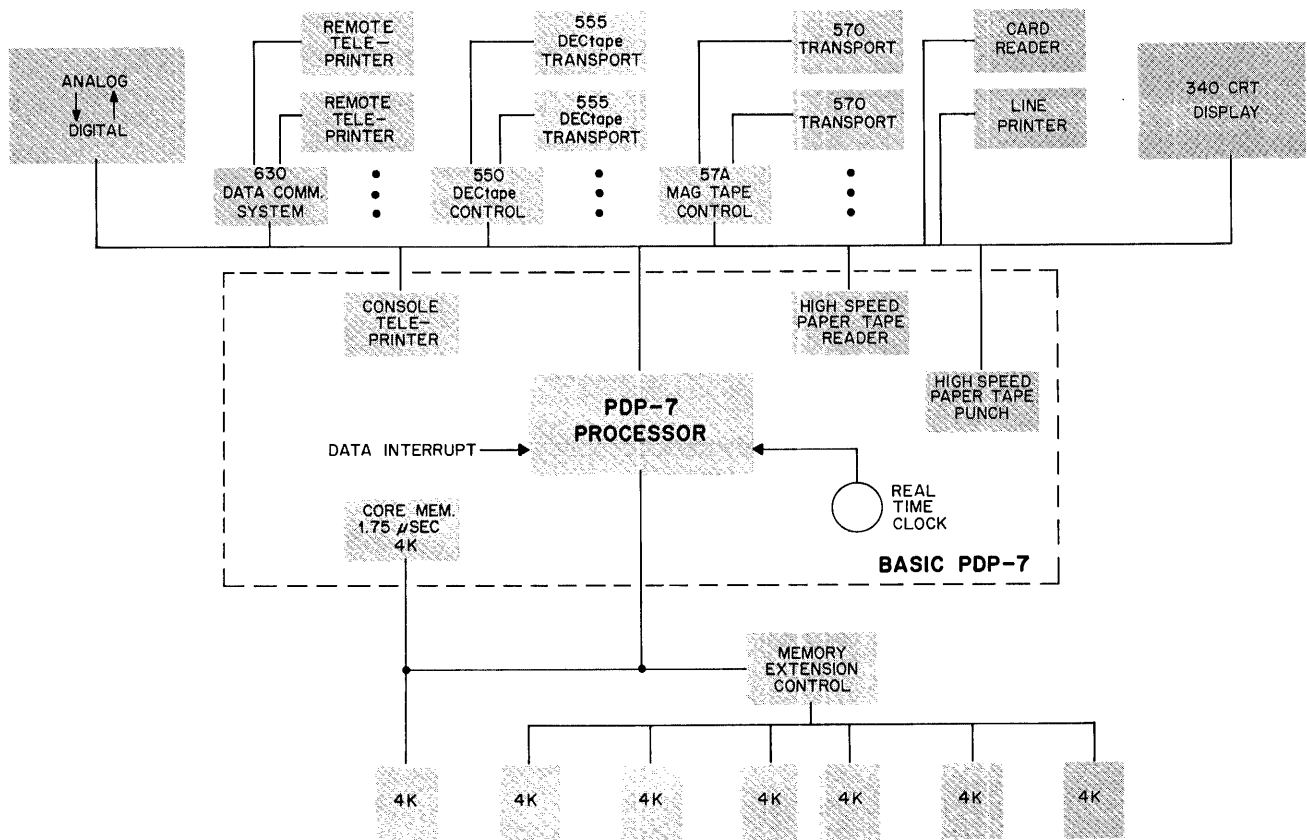 ANALOG
DIGITAL
REMOTE
TELE-
PRINTER
REMOTE
TELE-
PRINTER
630
DATA COMM.
SYSTEM
555
DECtape
TRANSPORT
555
DECtape
TRANSPORT
550
DECtape
CONTROL
570
TRANSPORT
570
TRANSPORT
57A
MAG TAPE
CONTROL
CARD
READER
LINE
PRINTER
340 CRT
DISPLAY
CONSOLE
TELE-
PRINTER
HIGH SPEED
PAPER TAPE
READER
HIGH SPEED
PAPER TAPE
PUNCH
PDP-7
PROCESSOR
DATA INTERRUPT
REAL
TIME
CLOCK
CORE MEM.
1.75 µSEC
4K
BASIC PDP-7
MEMORY
EXTENSION
CONTROL
4K
4K
4K
4K
4K
4K
4K